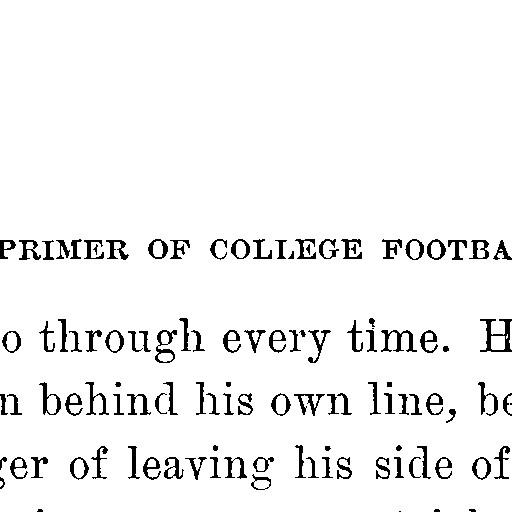 PRIMER OF COLLEGE FOOTBA
o through every time. H
n behind his own line, be
ger of leaving his side of